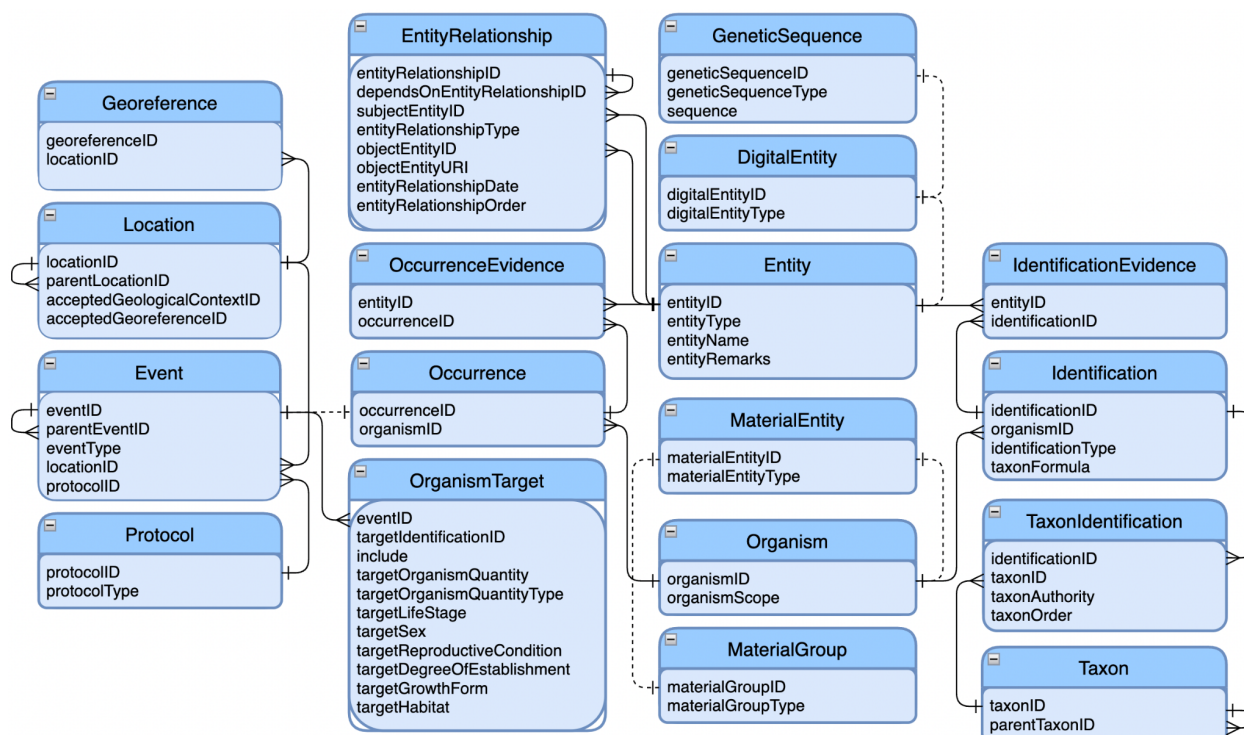 Georeference
georeferenceID
locationID
Location
locationID
parentLocationID
acceptedGeologicalContextID
acceptedGeoreferenceID
Event
eventID
parentEventID
eventType
locationID
protocolID
Protocol
protocolID
protocolType
EntityRelationship
entityRelationshipID
dependsOnEntityRelationshipID
subjectEntityID
entityRelationshipType
objectEntityID
objectEntityURI
entityRelationshipDate
entityRelationshipOrder
OccurrenceEvidence
entityID
occurrenceID
Occurrence
occurrenceID
organismID
OrganismTarget
eventID
targetIdentificationID
include
targetOrganismQuantity
targetOrganismQuantityType
targetLifeStage
targetSex
targetReproductiveCondition
targetDegreeOfEstablishment
targetGrowthForm
targetHabitat
GeneticSequence
geneticSequenceID
geneticSequenceType
sequence
DigitalEntity
digitalEntityID
digitalEntityType
Entity
entityID
entityType
entityName
entityRemarks
MaterialEntity
materialEntityID
materialEntityType
Organism
organismID
organismScope
MaterialGroup
materialGroupID
materialGroupType
IdentificationEvidence
entityID
identificationID
Identification
identificationID
organismID
identificationType
taxonFormula
TaxonIdentification
identificationID
taxonID
taxonAuthority
taxonOrder
Taxon
taxonID
parentTaxonID